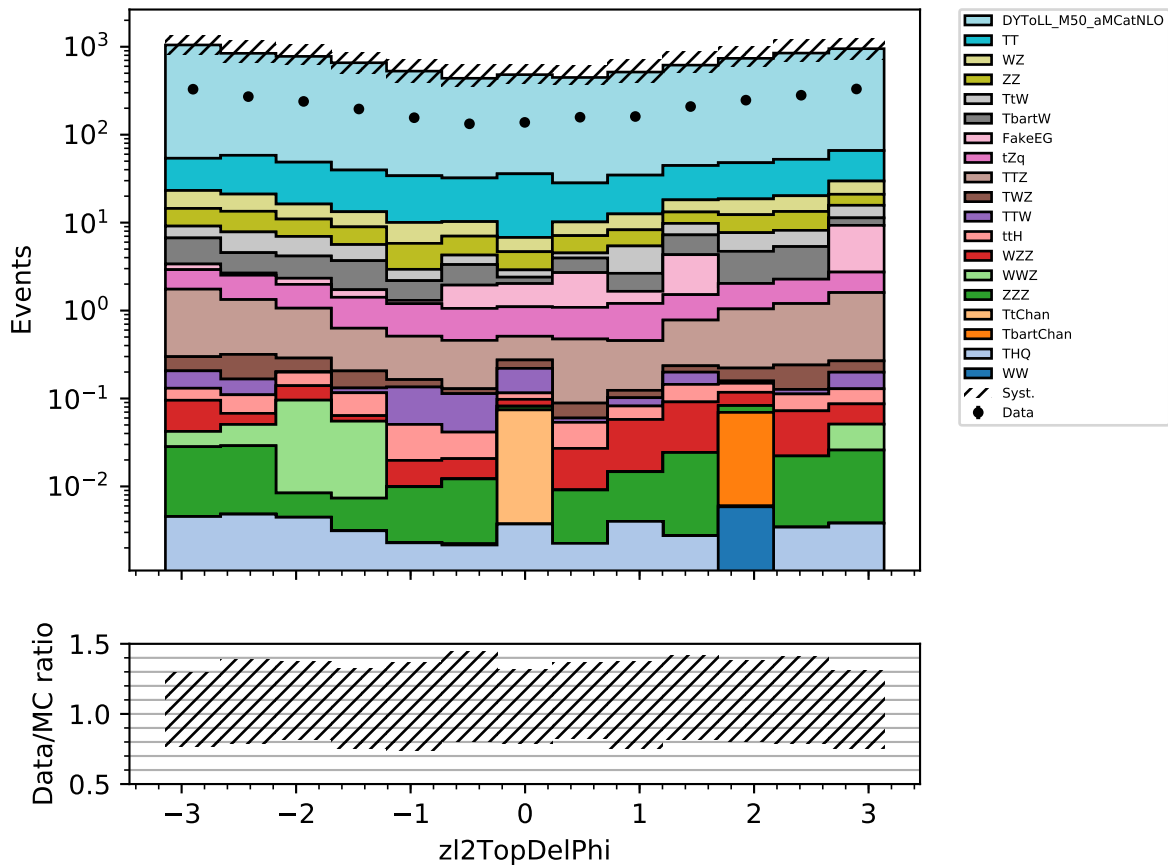 10³
10²
10¹
10⁰
10⁻¹
10⁻²
Events
DYToLL_M50_aMCatNLO
TT
WZ
ZZ
TtW
TbartW
FakeEG
tZq
TTZ
TWZ
TTW
ttH
WZZ
WWZ
ZZZ
TtChan
TbartChan
THQ
WW
Syst.
Data
1.5
1.0
0.5
Data/MC ratio
−3 −2 −1 0 1 2 3
zl2TopDelPhi